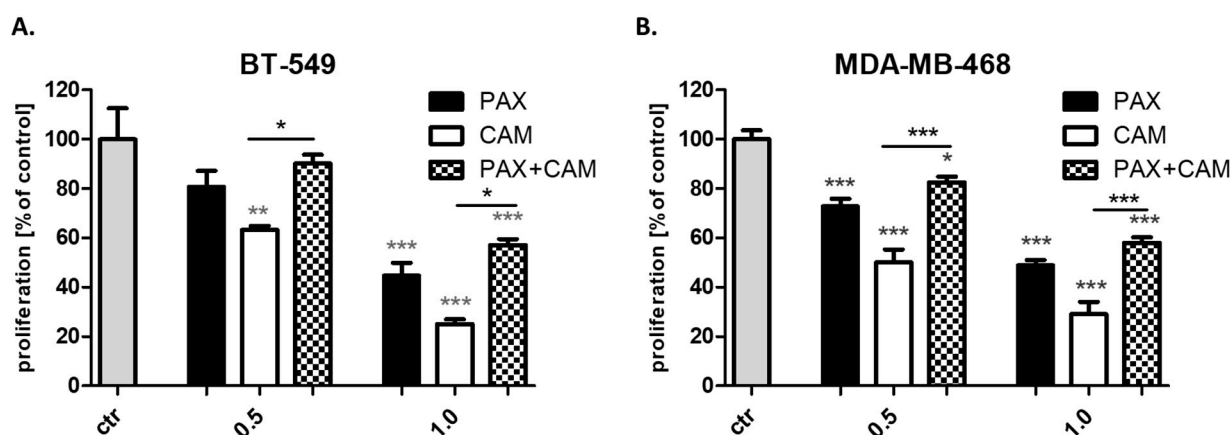 A.
BT-549
proliferation [% of control]
120
100
80
60
40
20
0
PAX
CAM
PAX+CAM
*
**
***
***
*
***
ctr
0.5
1.0
B.
MDA-MB-468
proliferation [% of control]
120
100
80
60
40
20
0
PAX
CAM
PAX+CAM
***
***
***
*
***
***
***
***
ctr
0.5
1.0